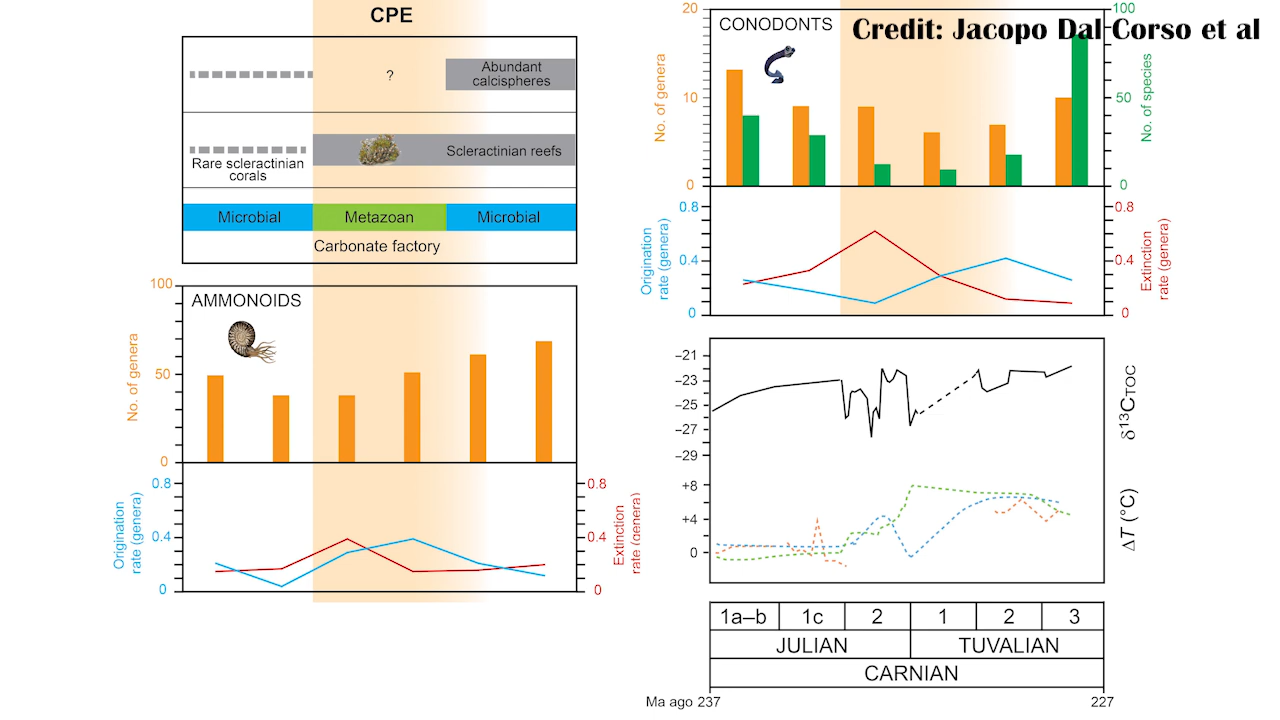 CPE
?
Abundant
calcispheres
Rare scleractinian
corals
Scleractinian reefs
Microbial
Metazoan
Microbial
Carbonate factory
100
50
0
No. of genera
AMMONOIDS
0.8
0.4
0
Origination
rate (genera)
0.8
0.4
0
Extinction
rate (genera)
Credit: Jacopo Dal Corso et al
20
10
0
No. of genera
CONODONTS
100
50
0
No. of species
0.8
0.4
0
Origination
rate (genera)
0.8
0.4
0
Extinction
rate (genera)
–21
–23
–25
–27
–29
δ13CTOC
+8
+4
0
ΔT (°C)
1a–b
1c
2
1
2
3
JULIAN
TUVALIAN
CARNIAN
Ma ago 237
227